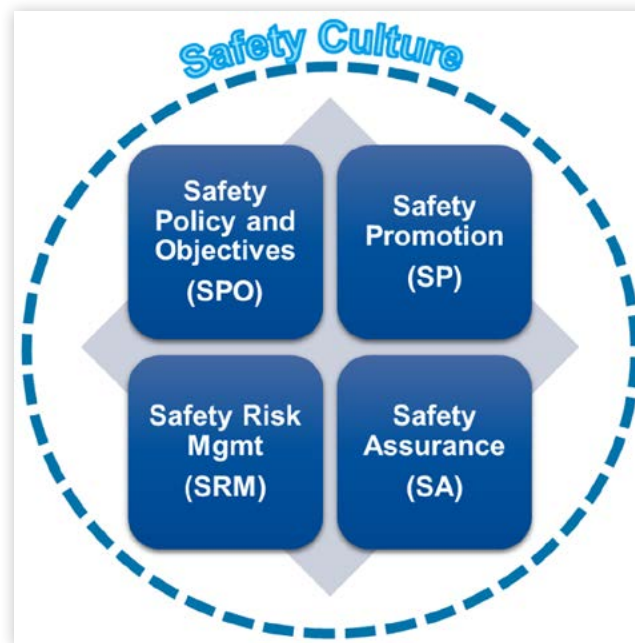 Safety Culture
Safety
Policy and
Objectives
(SPO)
Safety
Promotion
(SP)
Safety Risk
Mgmt
(SRM)
Safety
Assurance
(SA)